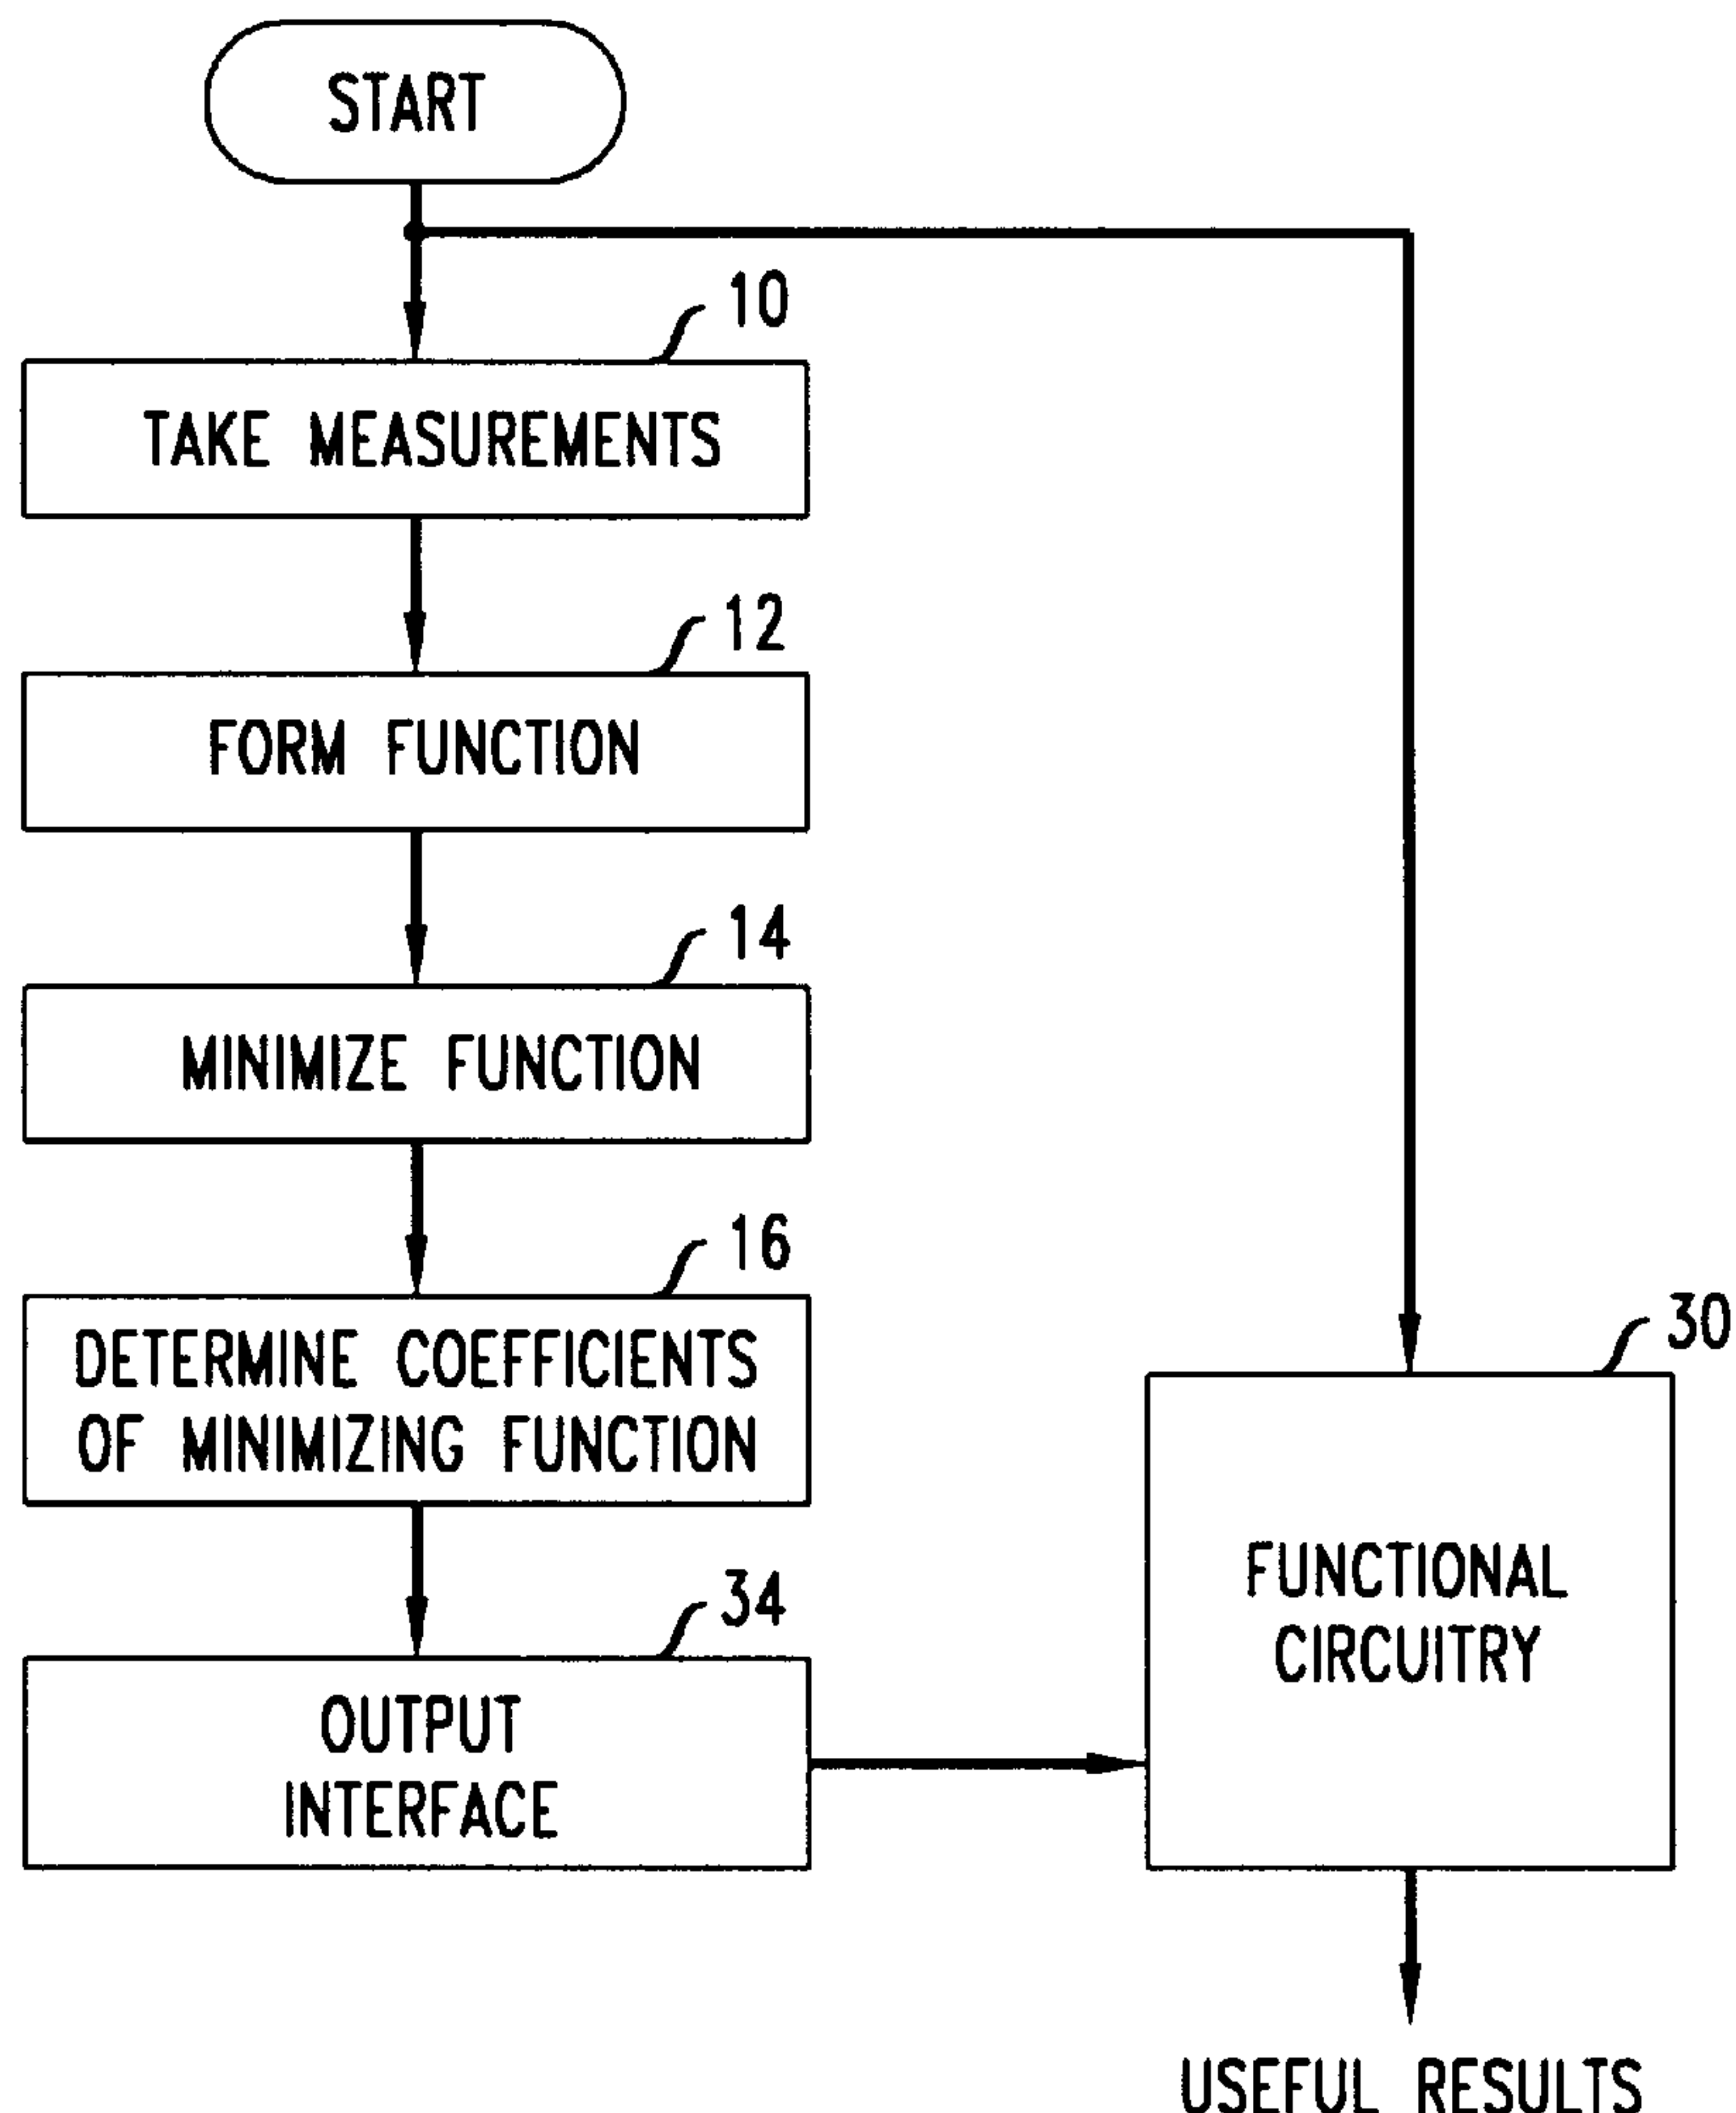 START
10
TAKE MEASUREMENTS
12
FORM FUNCTION
14
MINIMIZE FUNCTION
16
DETERMINE COEFFICIENTS
OF MINIMIZING FUNCTION
30
34
OUTPUT
INTERFACE
FUNCTIONAL
CIRCUITRY
USEFUL RESULTS